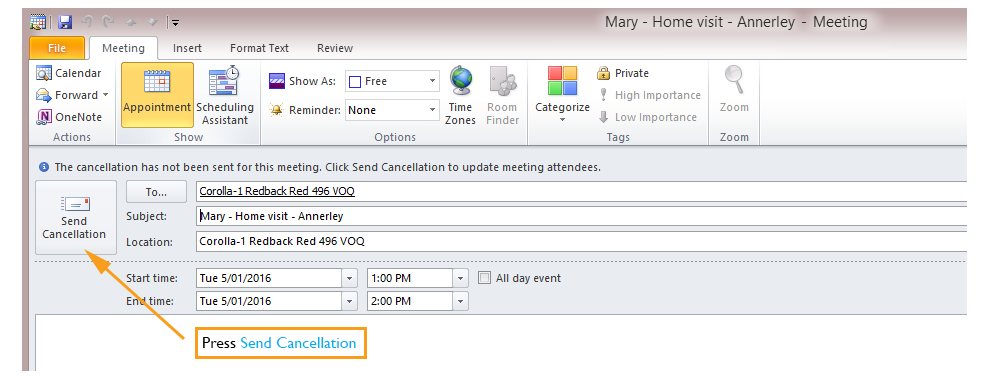 Mary - Home visit - Annerley - Meeting
File Meeting Insert Format Text Review
Calendar
Forward
OneNote
Actions
Appointment
Scheduling
Assistant
Show
Show As: Free
Reminder: None
Time
Zones
Room
Finder
Options
Categorize
Private
High Importance
Low Importance
Tags
Zoom
Zoom
The cancellation has not been sent for this meeting. Click Send Cancellation to update meeting attendees.
Send
Cancellation
To... Corolla-1 Redback Red 496 VOQ
Subject: Mary - Home visit - Annerley
Location: Corolla-1 Redback Red 496 VOQ
Start time: Tue 5/01/2016 1:00 PM All day event
End time: Tue 5/01/2016 2:00 PM
Press Send Cancellation